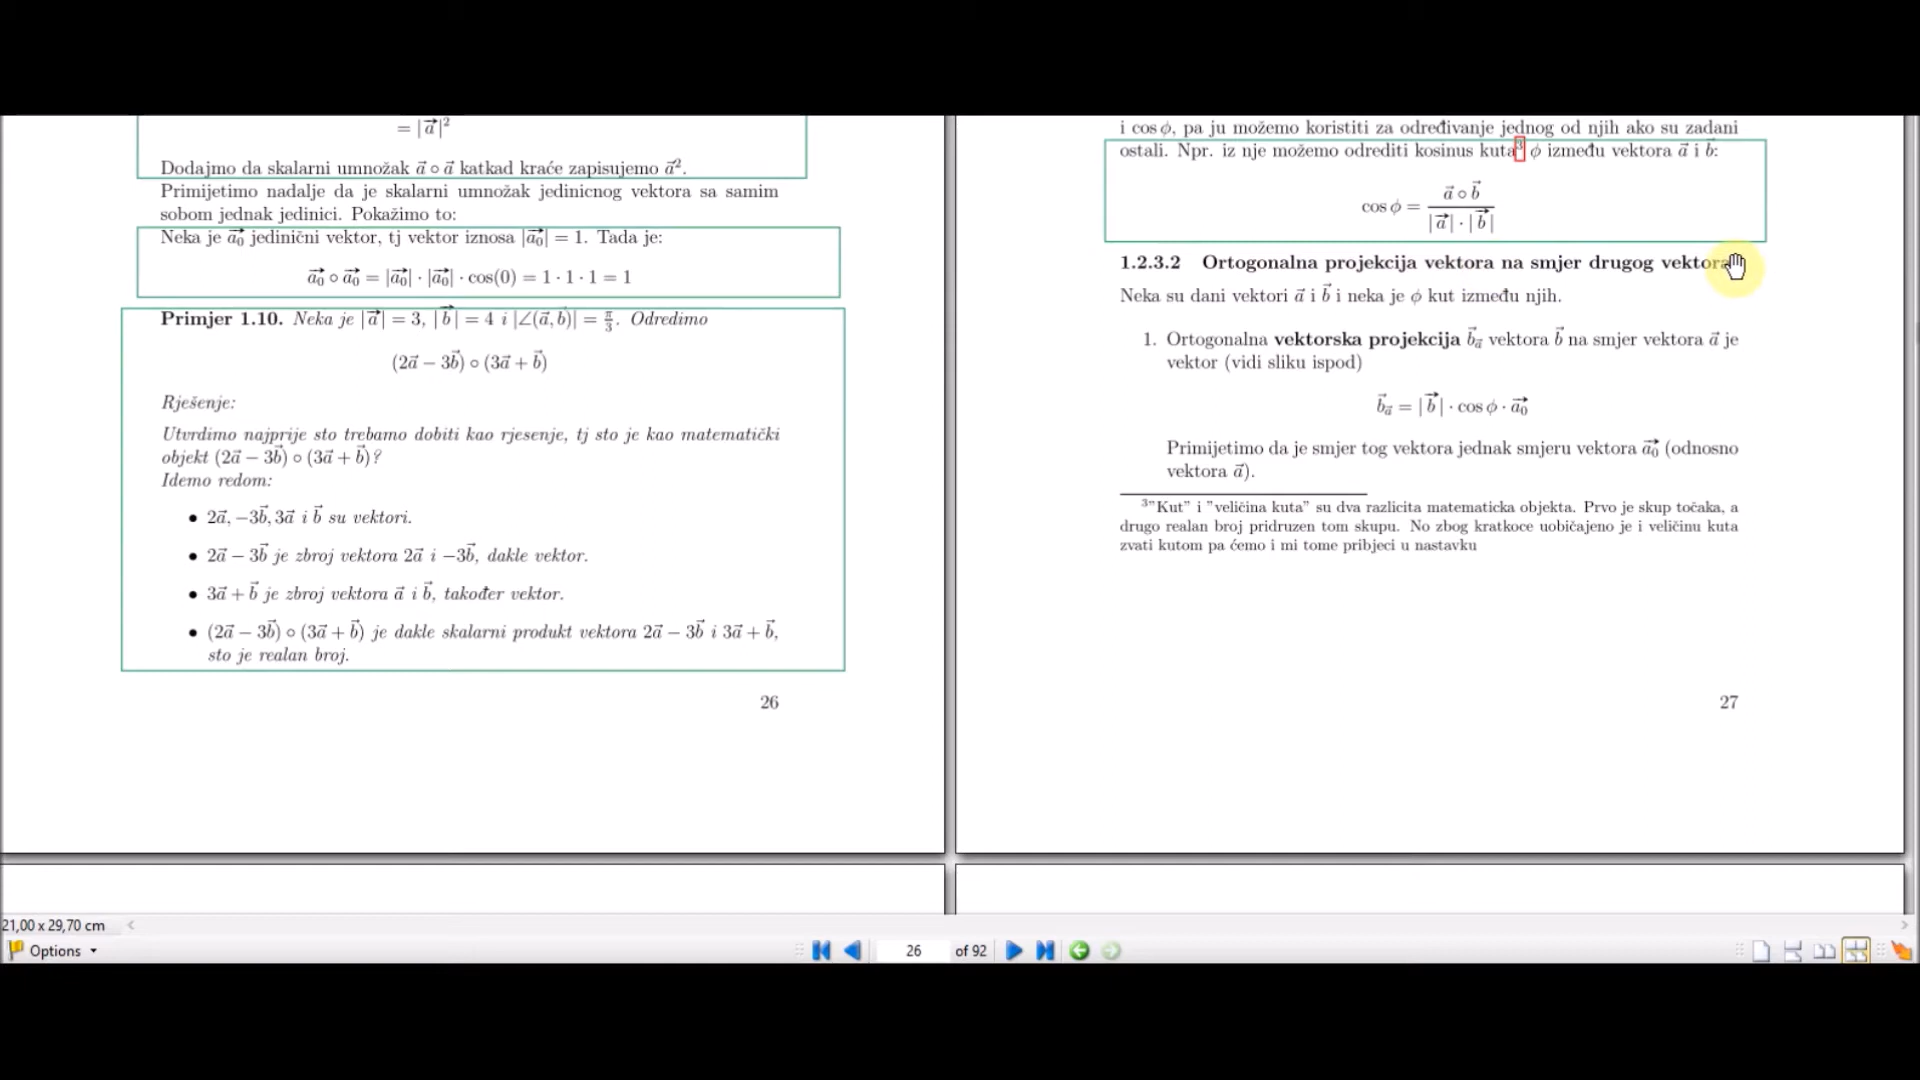 = |a⃗|²
Dodajmo da skalarni umnožak a⃗ ∘ a⃗ katkad kraće zapisujemo a⃗².
Primijetimo nadalje da je skalarni umnožak jedinicnog vektora sa samim
sobom jednak jedinici. Pokažimo to:
Neka je a₀⃗ jedinični vektor, tj vektor iznosa |a₀⃗| = 1. Tada je:
a₀⃗ ∘ a₀⃗ = |a₀⃗| · |a₀⃗| · cos(0) = 1 · 1 · 1 = 1
Primjer 1.10. Neka je |a⃗| = 3, |b⃗| = 4 i |∠(a⃗, b⃗)| = π/3. Odredimo
(2a⃗ − 3b⃗) ∘ (3a⃗ + b⃗)
Rješenje:
Utvrdimo najprije sto trebamo dobiti kao rjesenje, tj sto je kao matematički
objekt (2a⃗ − 3b⃗) ∘ (3a⃗ + b⃗)?
Idemo redom:
• 2a⃗, −3b⃗, 3a⃗ i b⃗ su vektori.
• 2a⃗ − 3b⃗ je zbroj vektora 2a⃗ i −3b⃗, dakle vektor.
• 3a⃗ + b⃗ je zbroj vektora a⃗ i b⃗, također vektor.
• (2a⃗ − 3b⃗) ∘ (3a⃗ + b⃗) je dakle skalarni produkt vektora 2a⃗ − 3b⃗ i 3a⃗ + b⃗,
sto je realan broj.
26
i cos ϕ, pa ju možemo koristiti za određivanje jednog od njih ako su zadani
ostali. Npr. iz nje možemo odrediti kosinus kuta³ ϕ između vektora a⃗ i b⃗:
cos ϕ = (a⃗ ∘ b⃗) / (|a⃗| · |b⃗|)
1.2.3.2 Ortogonalna projekcija vektora na smjer drugog vektora
Neka su dani vektori a⃗ i b⃗ i neka je ϕ kut između njih.
1. Ortogonalna vektorska projekcija b⃗_a⃗ vektora b⃗ na smjer vektora a⃗ je
vektor (vidi sliku ispod)
b⃗_a⃗ = |b⃗| · cos ϕ · a₀⃗
Primijetimo da je smjer tog vektora jednak smjeru vektora a₀⃗ (odnosno
vektora a⃗).
³"Kut" i "veličina kuta" su dva razlicita matematicka objekta. Prvo je skup točaka, a
drugo realan broj pridruzen tom skupu. No zbog kratkoce uobičajeno je i veličinu kuta
zvati kutom pa ćemo i mi tome pribjeci u nastavku
27
21,00 x 29,70 cm
Options
26 of 92